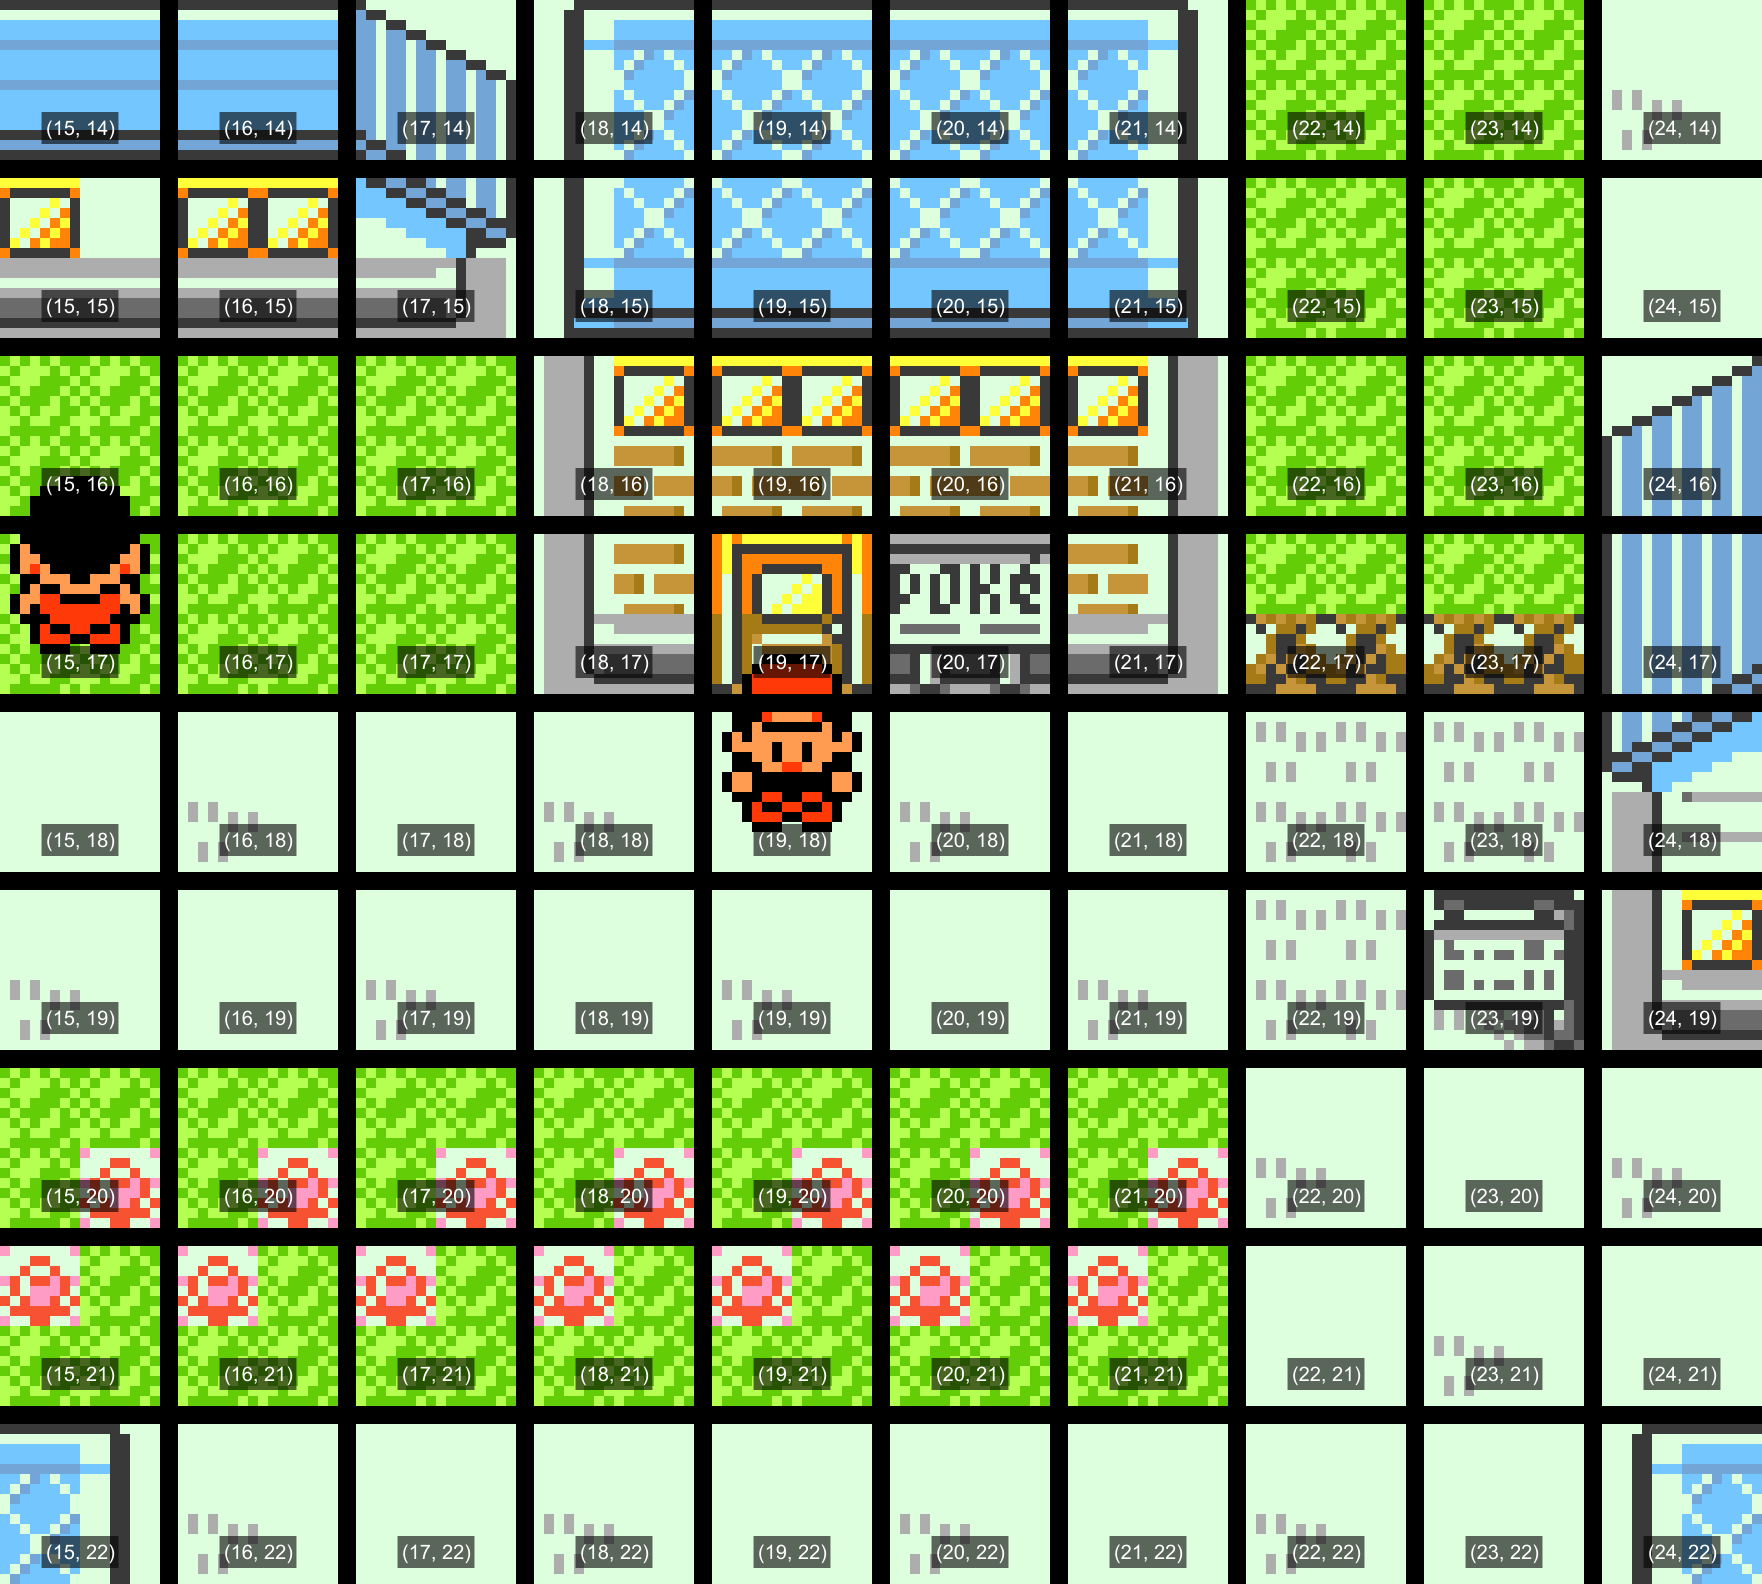 (15, 14) (16, 14) (17, 14) (18, 14) (19, 14) (20, 14) (21, 14) (22, 14) (23, 14) (24, 14)
(15, 15) (16, 15) (17, 15) (18, 15) (19, 15) (20, 15) (21, 15) (22, 15) (23, 15) (24, 15)
(15, 16) (16, 16) (17, 16) (18, 16) (19, 16) (20, 16) (21, 16) (22, 16) (23, 16) (24, 16)
POKé
(15, 17) (16, 17) (17, 17) (18, 17) (19, 17) (20, 17) (21, 17) (22, 17) (23, 17) (24, 17)
(15, 18) (16, 18) (17, 18) (18, 18) (19, 18) (20, 18) (21, 18) (22, 18) (23, 18) (24, 18)
(15, 19) (16, 19) (17, 19) (18, 19) (19, 19) (20, 19) (21, 19) (22, 19) (23, 19) (24, 19)
(15, 20) (16, 20) (17, 20) (18, 20) (19, 20) (20, 20) (21, 20) (22, 20) (23, 20) (24, 20)
(15, 21) (16, 21) (17, 21) (18, 21) (19, 21) (20, 21) (21, 21) (22, 21) (23, 21) (24, 21)
(15, 22) (16, 22) (17, 22) (18, 22) (19, 22) (20, 22) (21, 22) (22, 22) (23, 22) (24, 22)